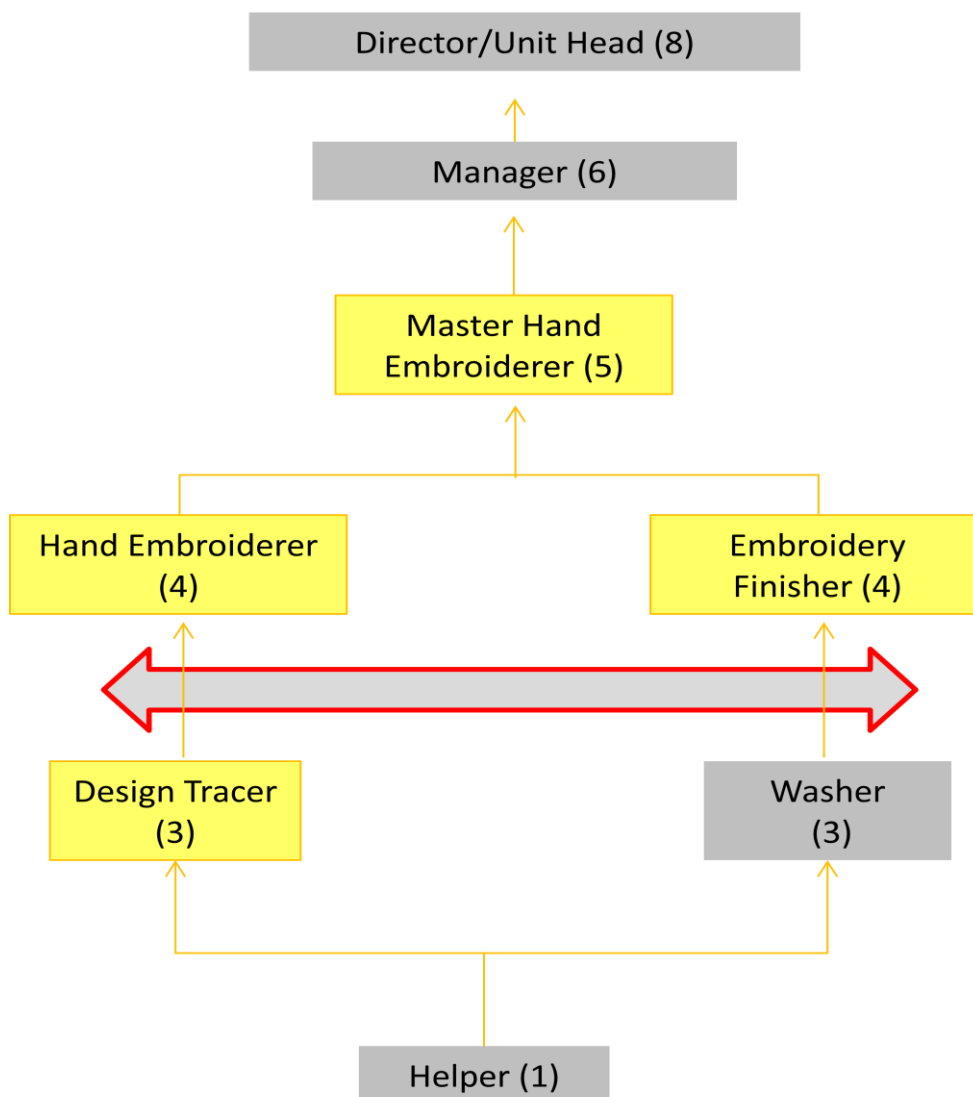 Director/Unit Head (8)
Manager (6)
Master Hand
Embroiderer (5)
Hand Embroiderer
(4)
Embroidery
Finisher (4)
Design Tracer
(3)
Washer
(3)
Helper (1)